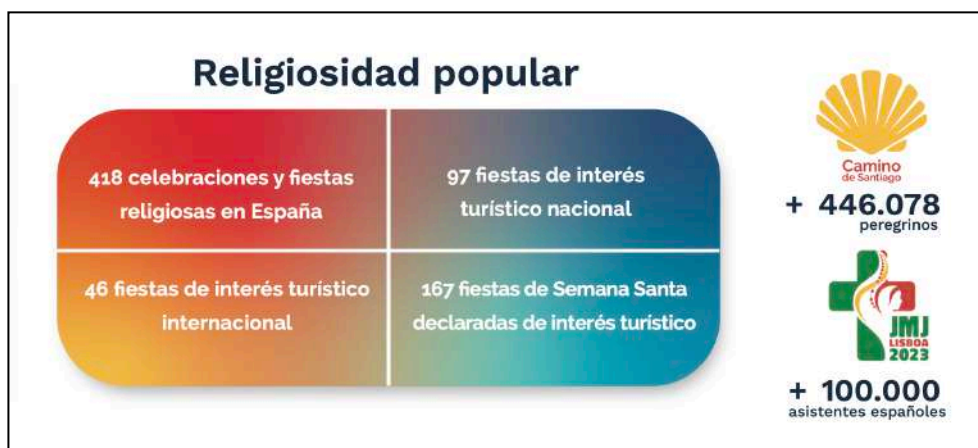 Religiosidad popular
418 celebraciones y fiestas
religiosas en España
97 fiestas de interés
turístico nacional
46 fiestas de interés turístico
internacional
167 fiestas de Semana Santa
declaradas de interés turístico
Camino
de Santiago
+ 446.078
peregrinos
JMJ
LISBOA
2023
+ 100.000
asistentes españoles